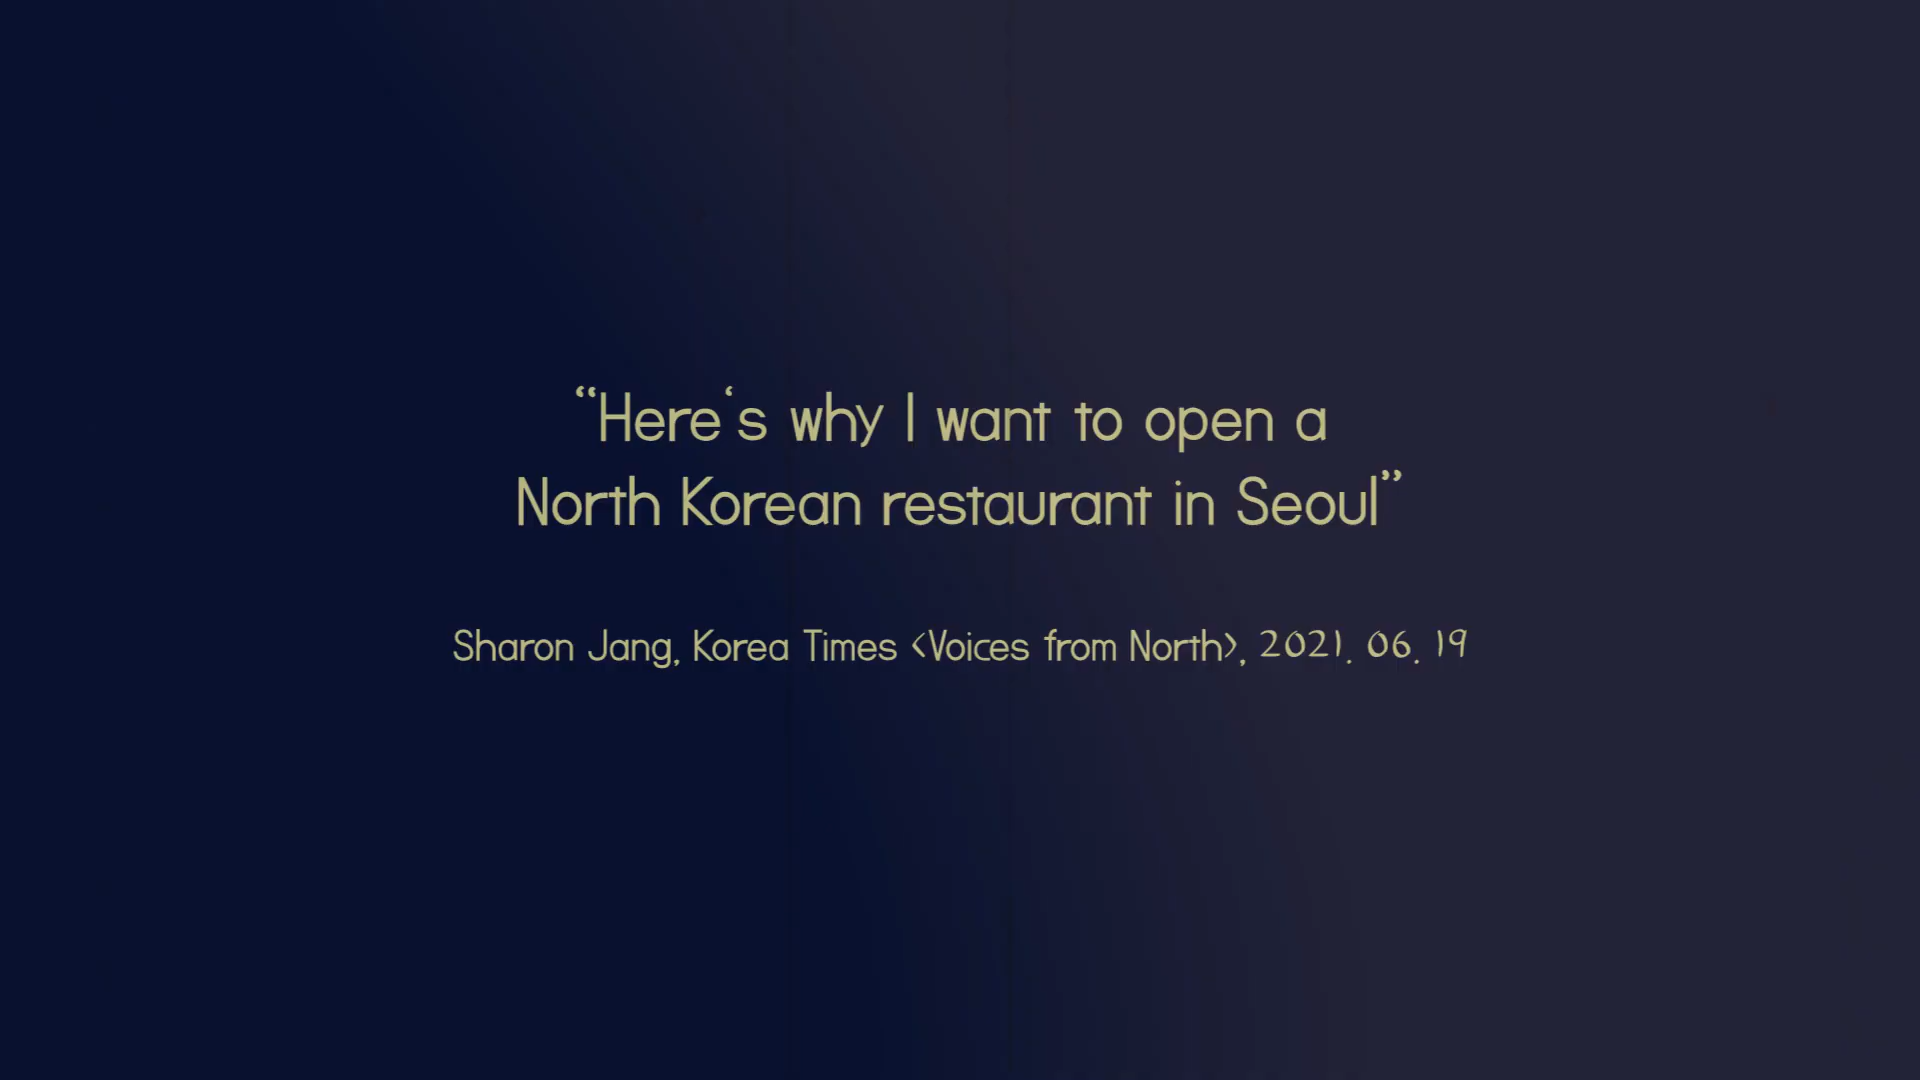 “Here‘s why I want to open a
North Korean restaurant in Seoul”
Sharon Jang, Korea Times <Voices from North>, 2021. 06. 19